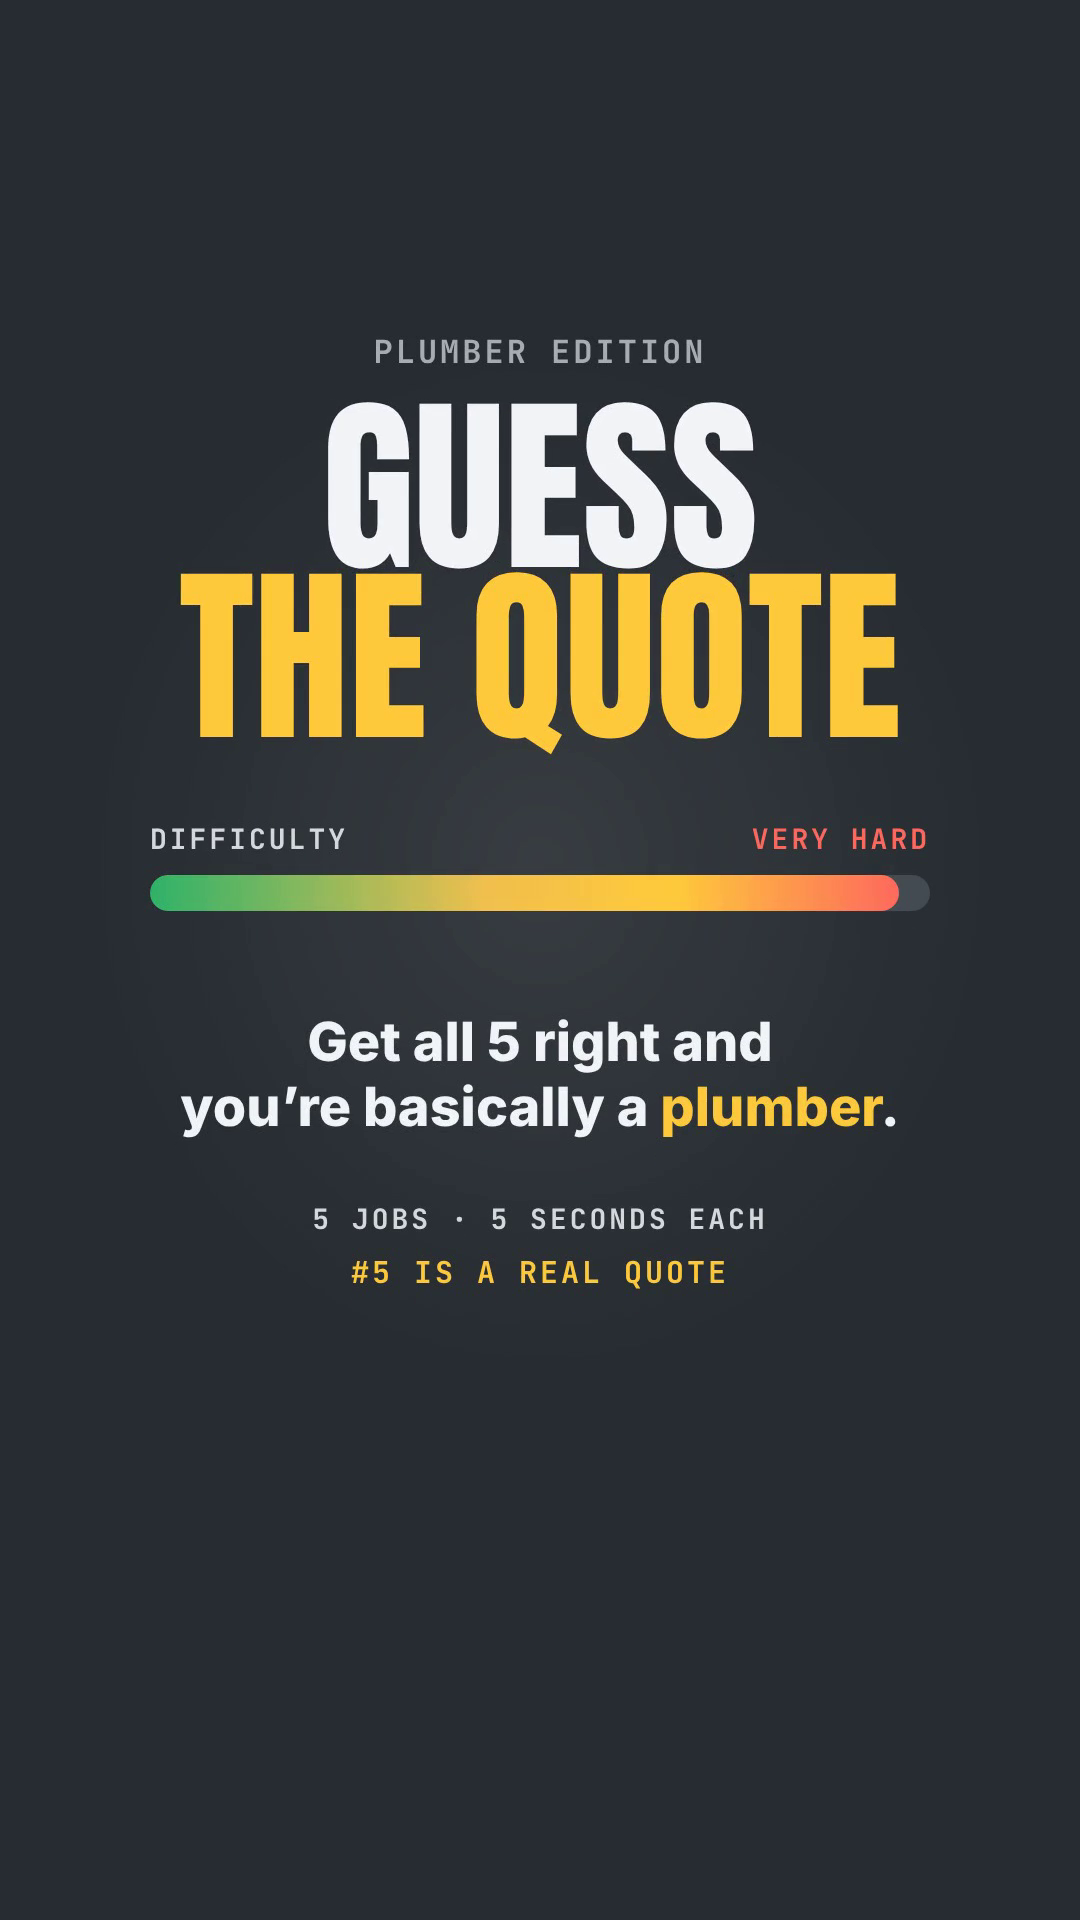 PLUMBER EDITION
GUESS
THE QUOTE
DIFFICULTY VERY HARD
Get all 5 right and
you’re basically a plumber.
5 JOBS · 5 SECONDS EACH
#5 IS A REAL QUOTE